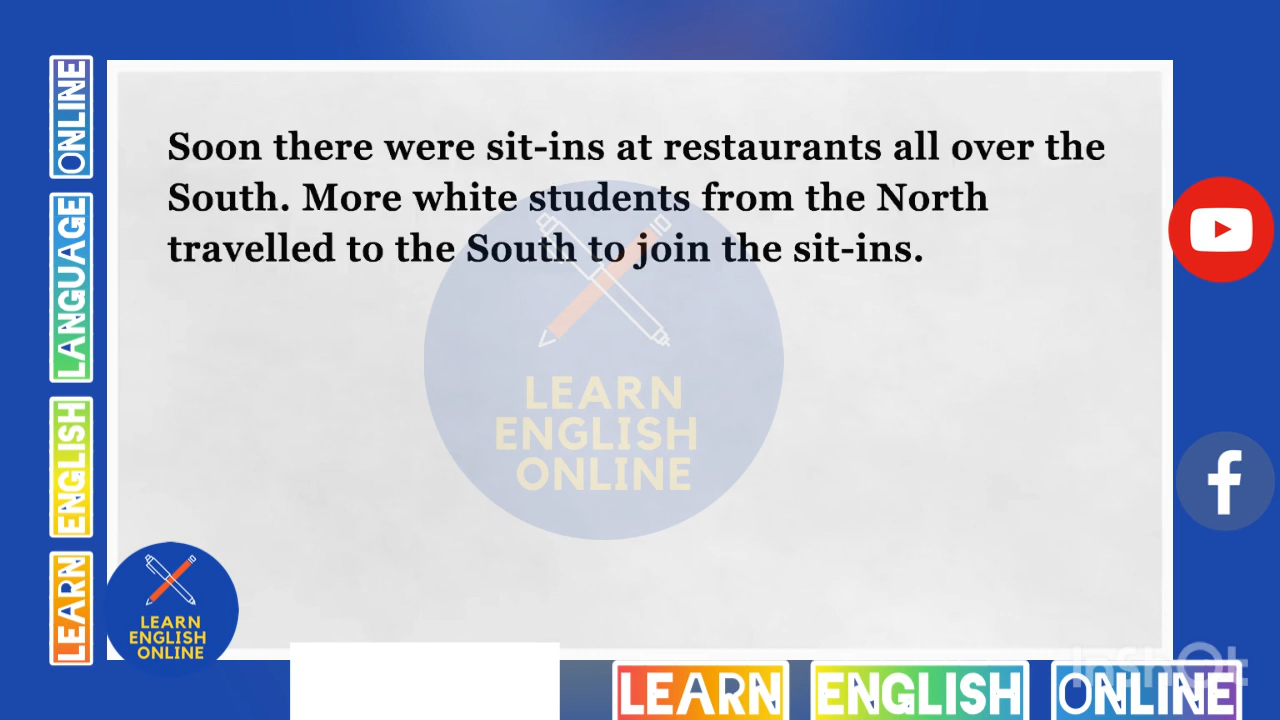 Soon there were sit-ins at restaurants all over the
South. More white students from the North
travelled to the South to join the sit-ins.
LEARN
ENGLISH
ONLINE
LEARN ENGLISH LANGUAGE ONLINE
LEARN
ENGLISH
ONLINE
LEARN ENGLISH ONLINE
InShOt